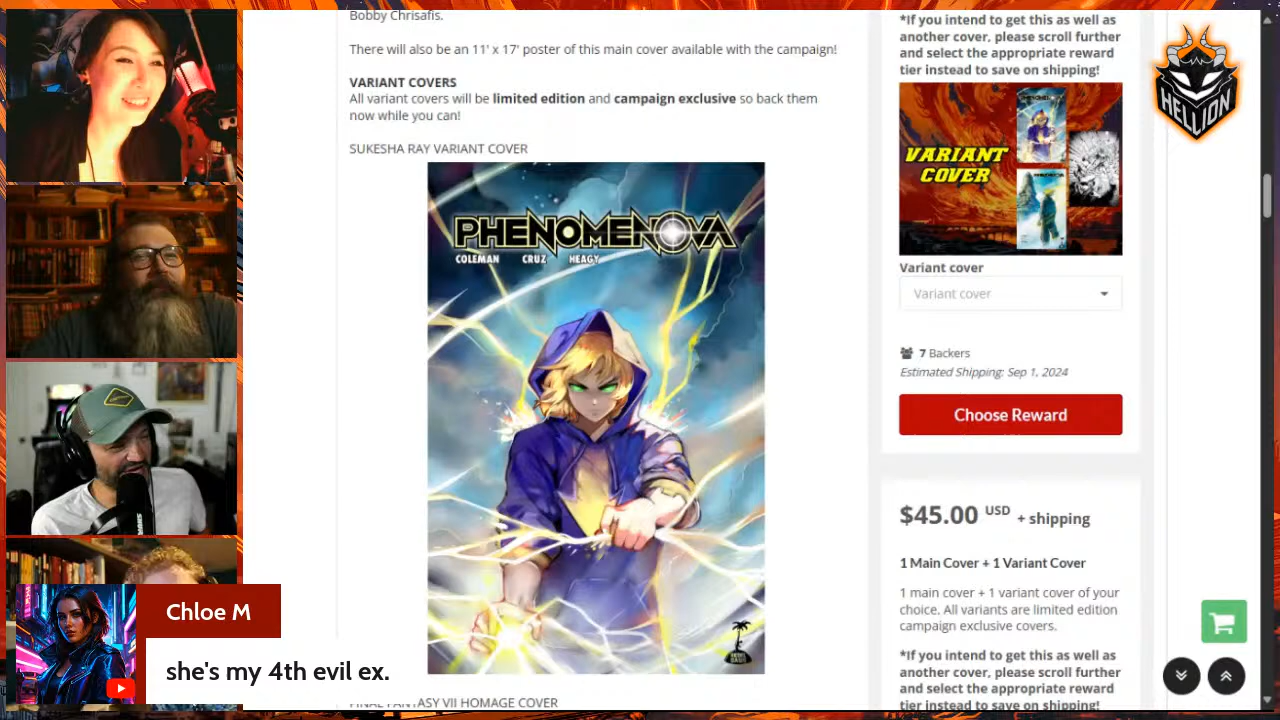 Bobby Chrisafis.
There will also be an 11' x 17' poster of this main cover available with the campaign!
VARIANT COVERS
All variant covers will be limited edition and campaign exclusive so back them
now while you can!
SUKESHA RAY VARIANT COVER
PHENOMENOVA
COLEMAN CRUZ HEAGY
FINAL FANTASY VII HOMAGE COVER
*If you intend to get this as well as
another cover, please scroll further
and select the appropriate reward
tier instead to save on shipping!
VARIANT
COVER
PHENOMENOVA
PHENOMENOVA
Variant cover
Variant cover
7 Backers
Estimated Shipping: Sep 1, 2024
Choose Reward
$45.00 USD + shipping
1 Main Cover + 1 Variant Cover
1 main cover + 1 variant cover of your
choice. All variants are limited edition
campaign exclusive covers.
*If you intend to get this as well as
another cover, please scroll further
and select the appropriate reward
tier instead to save on shipping!
HELLION
Chloe M
she's my 4th evil ex.